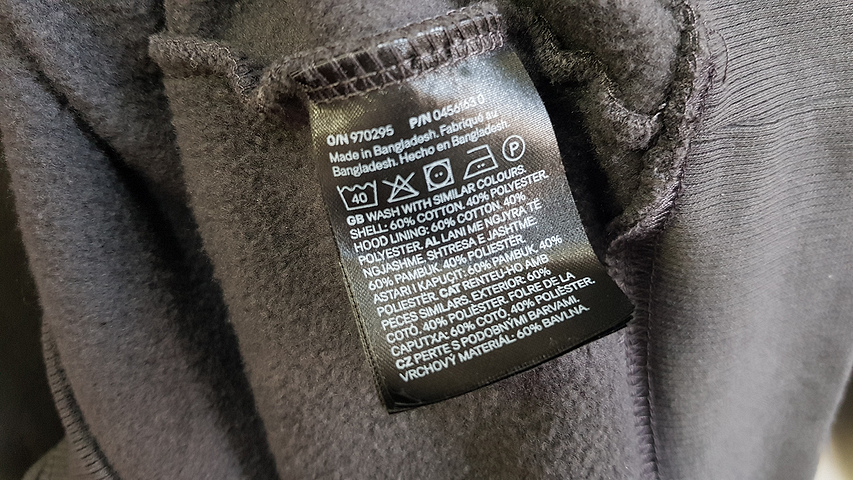 O/N 970295 P/N 0456163 0
Made in Bangladesh. Fabriqué au
Bangladesh. Hecho en Bangladesh.
40 P
GB WASH WITH SIMILAR COLOURS.
SHELL: 60% COTTON. 40% POLYESTER.
HOOD LINING: 60% COTTON. 40%
POLYESTER. AL LANI ME NGJYRA TË
NGJASHME. SHTRESA E JASHTME:
60% PAMBUK. 40% POLIESTËR.
ASTARI I KAPUÇIT: 60% PAMBUK. 40%
POLIESTËR. CAT RENTEU-HO AMB
PECES SIMILARS. EXTERIOR: 60%
COTÓ. 40% POLIÈSTER. FOLRE DE LA
CAPUTXA: 60% COTÓ. 40% POLIÈSTER.
CZ PERTE S PODOBNÝMI BARVAMI.
VRCHOVÝ MATERIÁL: 60% BAVLNA.